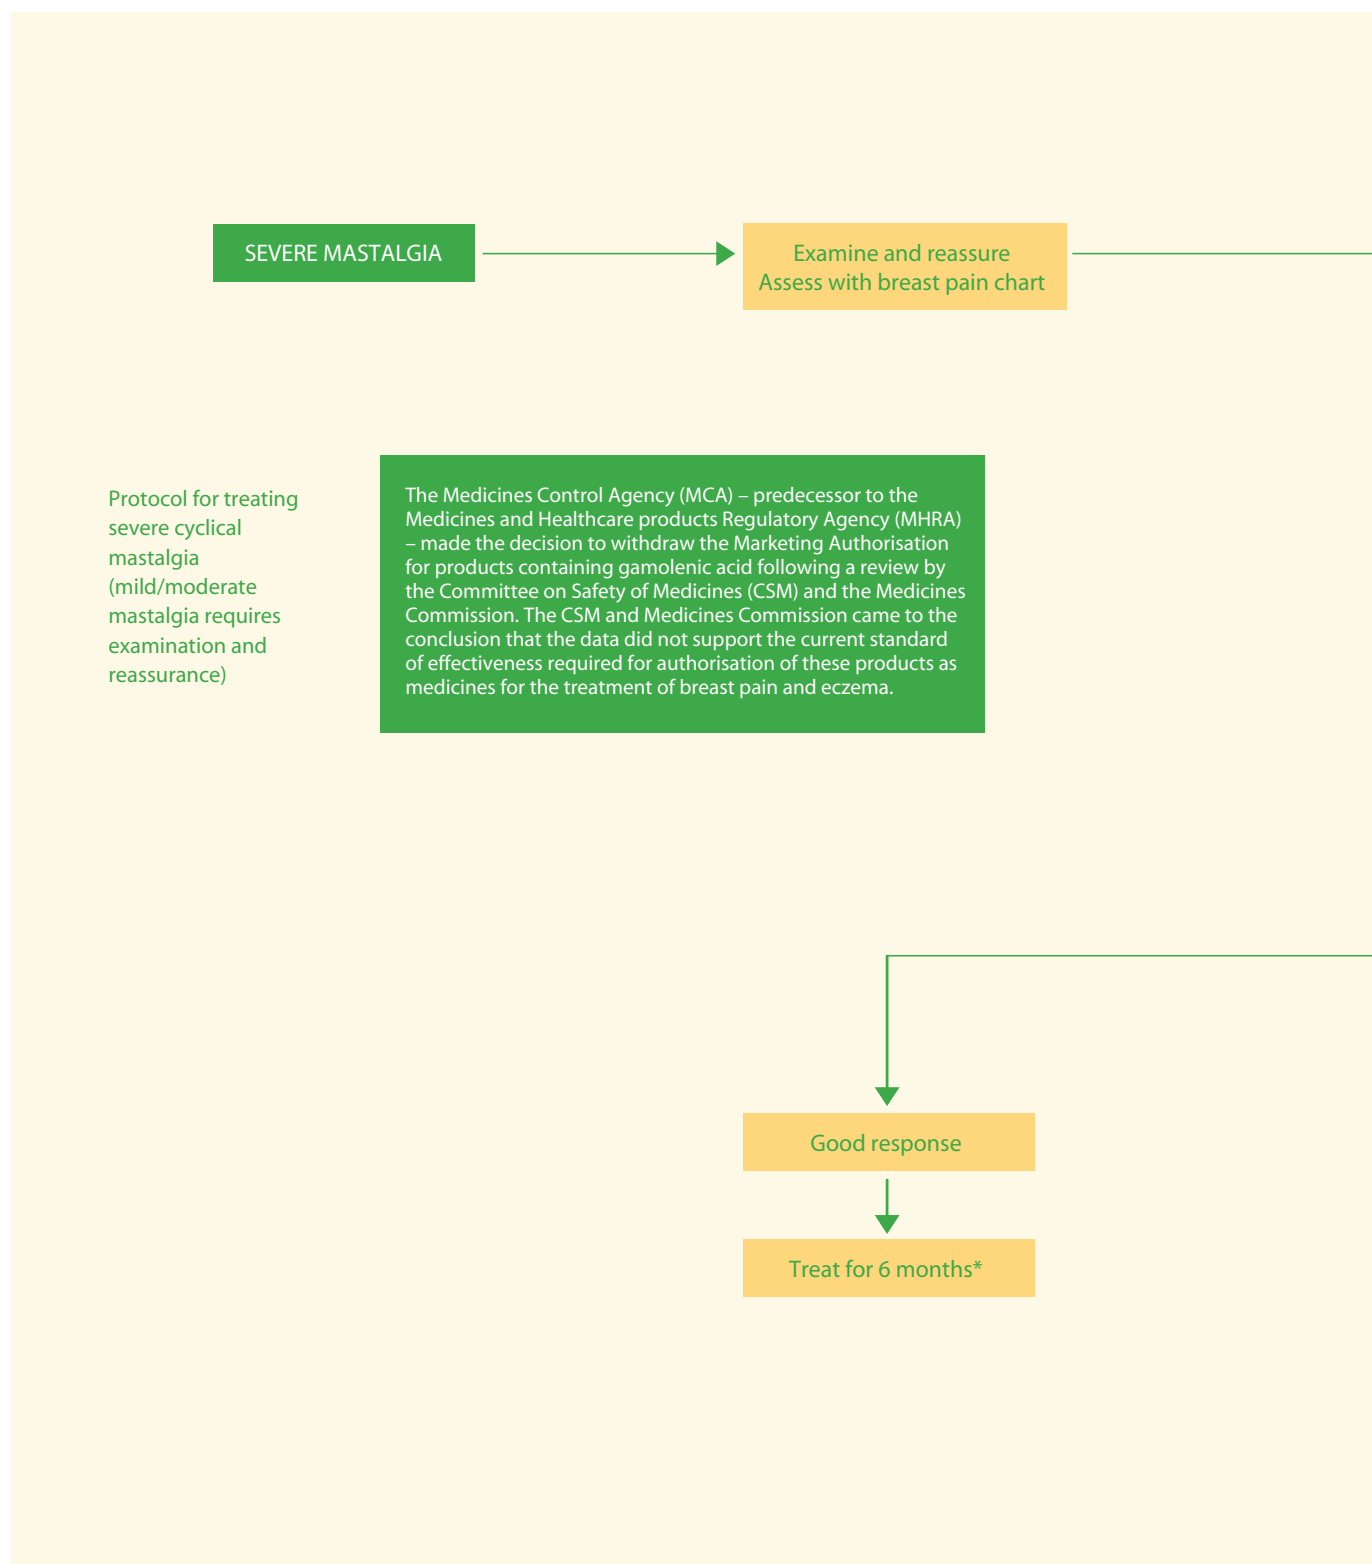 SEVERE MASTALGIA
Examine and reassure
Assess with breast pain chart
Protocol for treating
severe cyclical
mastalgia
(mild/moderate
mastalgia requires
examination and
reassurance)
The Medicines Control Agency (MCA) – predecessor to the
Medicines and Healthcare products Regulatory Agency (MHRA)
– made the decision to withdraw the Marketing Authorisation
for products containing gamolenic acid following a review by
the Committee on Safety of Medicines (CSM) and the Medicines
Commission. The CSM and Medicines Commission came to the
conclusion that the data did not support the current standard
of effectiveness required for authorisation of these products as
medicines for the treatment of breast pain and eczema.
Good response
Treat for 6 months*